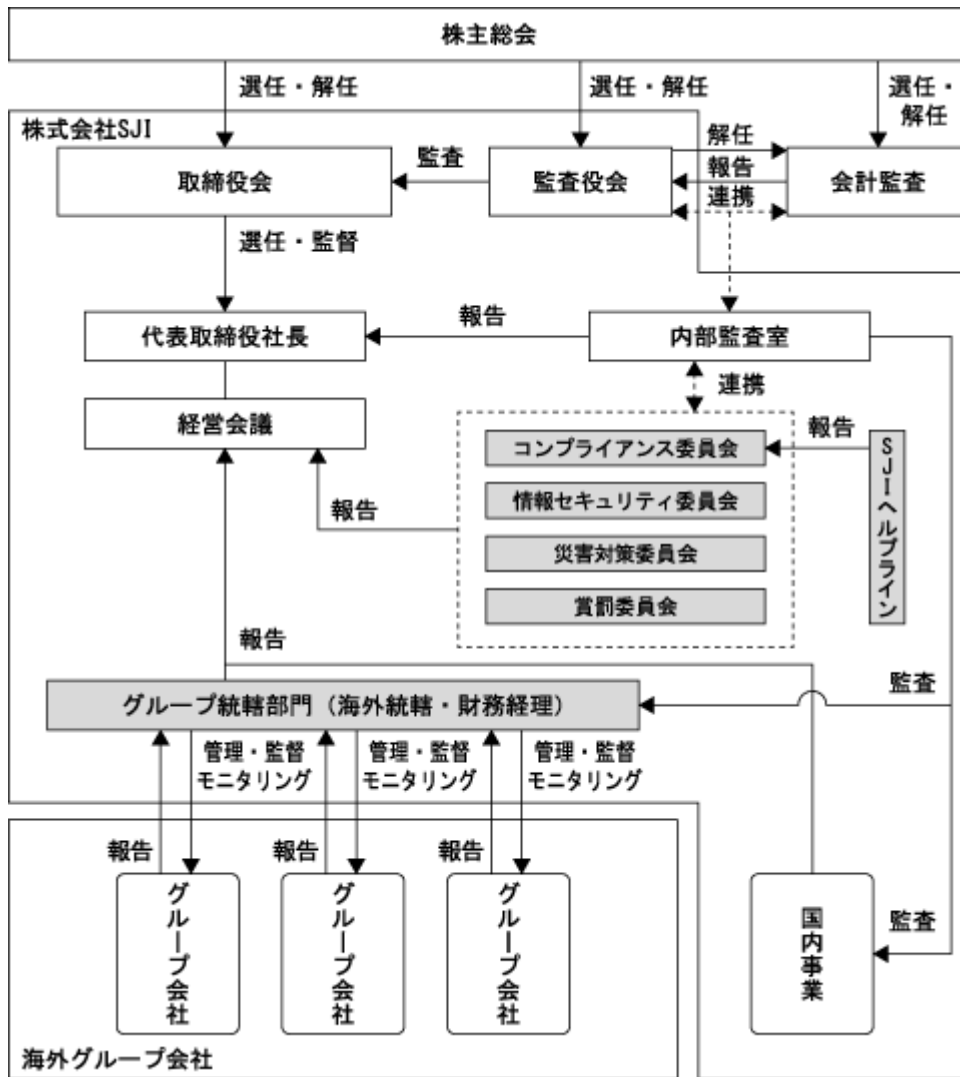 株主総会
選任・解任
選任・解任
選任・
解任
株式会社SJI
取締役会
監査
監査役会
解任
報告
連携
会計監査
選任・監督
代表取締役社長
報告
内部監査室
連携
経営会議
コンプライアンス委員会
報告
SJIヘルプライン
情報セキュリティ委員会
報告
災害対策委員会
賞罰委員会
報告
グループ統轄部門（海外統轄・財務経理）
監査
管理・監督
モニタリング
管理・監督
モニタリング
管理・監督
モニタリング
報告
報告
報告
グループ会社
グループ会社
グループ会社
国内事業
監査
海外グループ会社